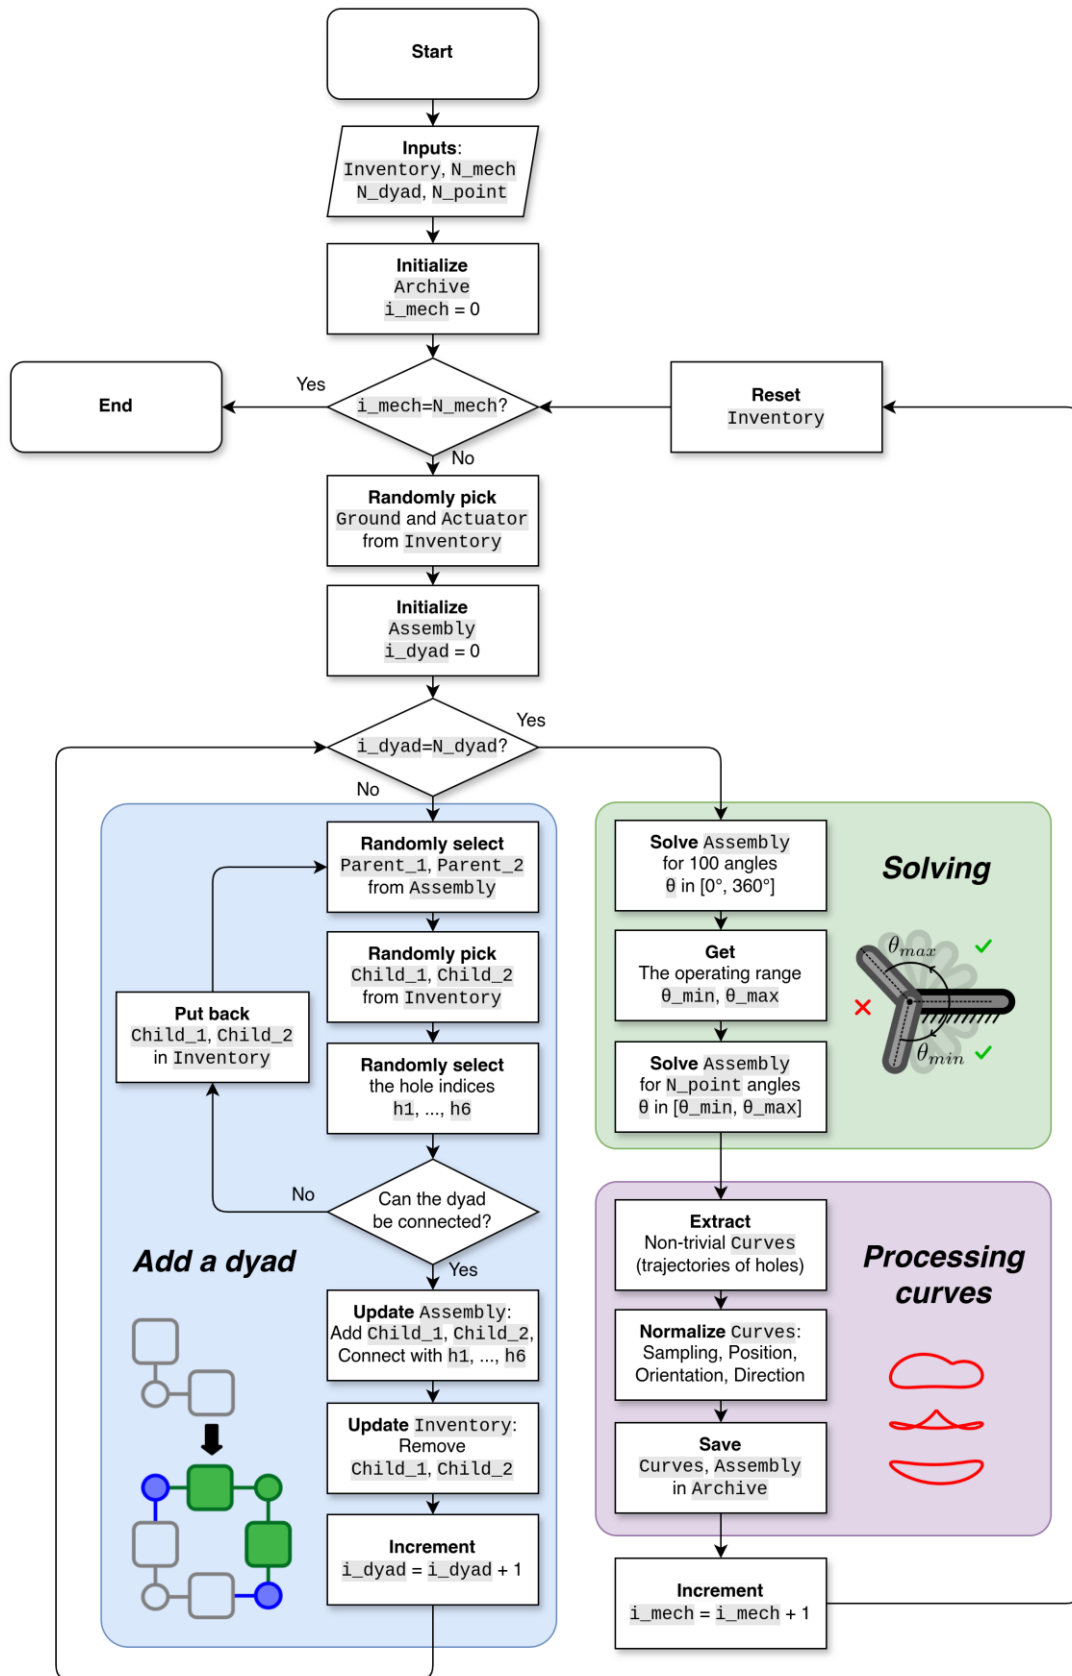 Start
Inputs:
Inventory, N_mech
N_dyad, N_point
Initialize
Archive
i_mech = 0
Yes
End
i_mech=N_mech?
Reset
Inventory
No
Randomly pick
Ground and Actuator
from Inventory
Initialize
Assembly
i_dyad = 0
Yes
i_dyad=N_dyad?
No
Randomly select
Parent_1, Parent_2
from Assembly
Randomly pick
Child_1, Child_2
from Inventory
Put back
Child_1, Child_2
in Inventory
Randomly select
the hole indices
h1, ..., h6
No
Can the dyad
be connected?
Yes
Add a dyad
Update Assembly:
Add Child_1, Child_2,
Connect with h1, ..., h6
Update Inventory:
Remove
Child_1, Child_2
Increment
i_dyad = i_dyad + 1
Solve Assembly
for 100 angles
θ in [0°, 360°]
Solving
Get
The operating range
θ_min, θ_max
θmax
θmin
Solve Assembly
for N_point angles
θ in [θ_min, θ_max]
Extract
Non-trivial Curves
(trajectories of holes)
Processing
curves
Normalize Curves:
Sampling, Position,
Orientation, Direction
Save
Curves, Assembly
in Archive
Increment
i_mech = i_mech + 1